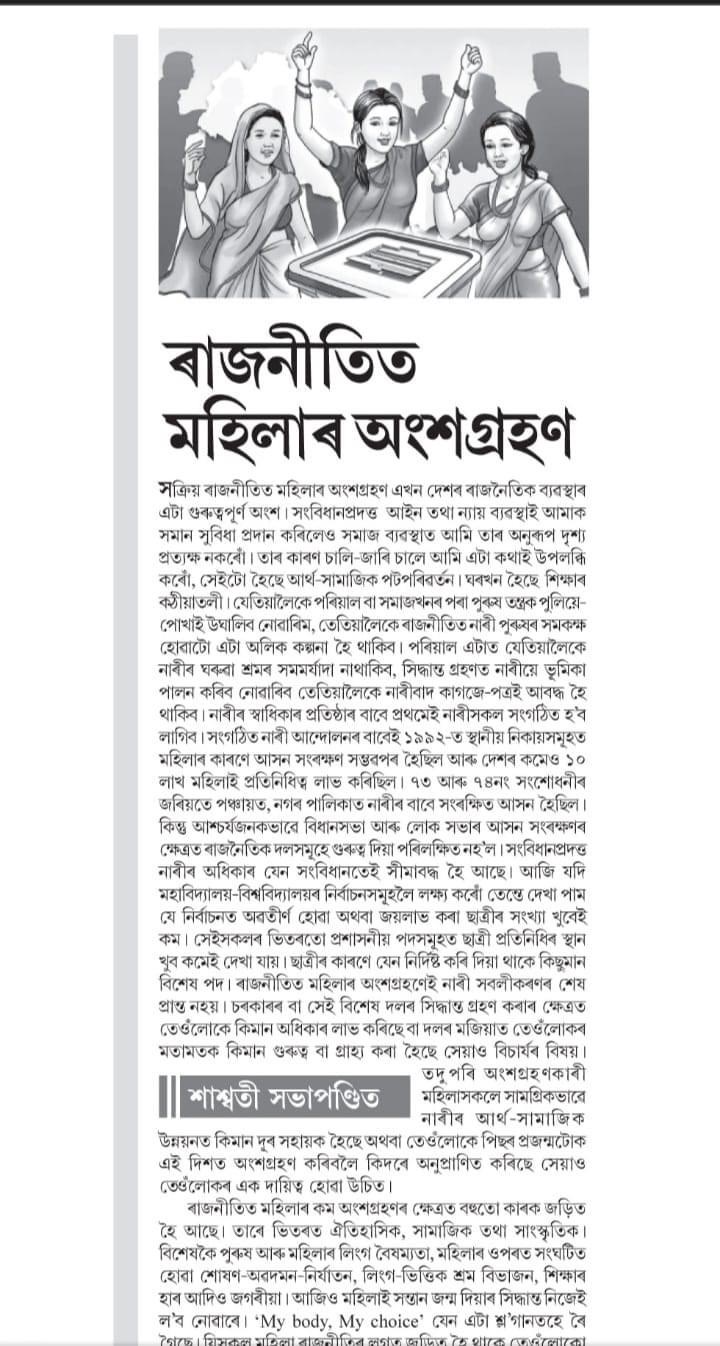 ৰাজনীতিত
মহিলাৰ অংশগ্ৰহণ
সক্ৰিয় ৰাজনীতিত মহিলাৰ অংশগ্ৰহণ এখন দেশৰ ৰাজনৈতিক ব্যৱস্থাৰ
এটা গুৰুত্বপূৰ্ণ অংশ। সংবিধানপ্ৰদত্ত আইন তথা ন্যায় ব্যৱস্থাই আমাক
সমান সুবিধা প্ৰদান কৰিলেও সমাজ ব্যৱস্থাত আমি তাৰ অনুৰূপ দৃশ্য
প্ৰত্যক্ষ নকৰোঁ। তাৰ কাৰণ চালি-জাৰি চালে আমি এটা কথাই উপলব্ধি
কৰোঁ, সেইটো হৈছে আৰ্থ-সামাজিক পটপৰিৱৰ্তন। ঘৰখন হৈছে শিক্ষাৰ
কঠীয়াতলী। যেতিয়ালৈকে পৰিয়াল বা সমাজখনৰ পৰা পুৰুষ তন্ত্ৰক পুলিয়ে-
পোখাই উঘালিব নোৱাৰিম, তেতিয়ালৈকে ৰাজনীতিত নাৰী পুৰুষৰ সমকক্ষ
হোৱাটো এটা অলিক কল্পনা হৈ থাকিব। পৰিয়াল এটাত যেতিয়ালৈকে
নাৰীৰ ঘৰুৱা শ্ৰমৰ সমমৰ্যাদা নাথাকিব, সিদ্ধান্ত গ্ৰহণত নাৰীয়ে ভূমিকা
পালন কৰিব নোৱাৰিব তেতিয়ালৈকে নাৰীবাদ কাগজে-পত্ৰই আবদ্ধ হৈ
থাকিব। নাৰীৰ স্বাধিকাৰ প্ৰতিষ্ঠাৰ বাবে প্ৰথমেই নাৰীসকল সংগঠিত হ'ব
লাগিব। সংগঠিত নাৰী আন্দোলনৰ বাবেই ১৯৯২-ত স্থানীয় নিকায়সমূহত
মহিলাৰ কাৰণে আসন সংৰক্ষণ সম্ভৱপৰ হৈছিল আৰু দেশৰ কমেও ১০
লাখ মহিলাই প্ৰতিনিধিত্ব লাভ কৰিছিল। ৭৩ আৰু ৭৪নং সংশোধনীৰ
জৰিয়তে পঞ্চায়ত, নগৰ পালিকাত নাৰীৰ বাবে সংৰক্ষিত আসন হৈছিল।
কিন্তু আশ্চৰ্যজনকভাৱে বিধানসভা আৰু লোক সভাৰ আসন সংৰক্ষণৰ
ক্ষেত্ৰত ৰাজনৈতিক দলসমূহে গুৰুত্ব দিয়া পৰিলক্ষিত নহ'ল। সংবিধানপ্ৰদত্ত
নাৰীৰ অধিকাৰ যেন সংবিধানতেই সীমাবদ্ধ হৈ আছে। আজি যদি
মহাবিদ্যালয়-বিশ্ববিদ্যালয়ৰ নিৰ্বাচনসমূহলৈ লক্ষ্য কৰোঁ তেন্তে দেখা পাম
যে নিৰ্বাচনত অৱতীৰ্ণ হোৱা অথবা জয়লাভ কৰা ছাত্ৰীৰ সংখ্যা খুবেই
কম। সেইসকলৰ ভিতৰতো প্ৰশাসনীয় পদসমূহত ছাত্ৰী প্ৰতিনিধিৰ স্থান
খুব কমেই দেখা যায়। ছাত্ৰীৰ কাৰণে যেন নিৰ্দিষ্ট কৰি দিয়া থাকে কিছুমান
বিশেষ পদ। ৰাজনীতিত মহিলাৰ অংশগ্ৰহণেই নাৰী সবলীকৰণৰ শেষ
প্ৰান্ত নহয়। চৰকাৰৰ বা সেই বিশেষ দলৰ সিদ্ধান্ত গ্ৰহণ কৰাৰ ক্ষেত্ৰত
তেওঁলোকে কিমান অধিকাৰ লাভ কৰিছে বা দলৰ মজিয়াত তেওঁলোকৰ
মতামতক কিমান গুৰুত্ব বা গ্ৰাহ্য কৰা হৈছে সেয়াও বিচাৰ্যৰ বিষয়।
তদুপৰি অংশগ্ৰহণকাৰী
শাশ্বতী সভাপণ্ডিত
মহিলাসকলে সামগ্ৰিকভাৱে
নাৰীৰ আৰ্থ-সামাজিক
উন্নয়নত কিমান দূৰ সহায়ক হৈছে অথবা তেওঁলোকে পিছৰ প্ৰজন্মটোক
এই দিশত অংশগ্ৰহণ কৰিবলৈ কিদৰে অনুপ্ৰাণিত কৰিছে সেয়াও
তেওঁলোকৰ এক দায়িত্ব হোৱা উচিত।
ৰাজনীতিত মহিলাৰ কম অংশগ্ৰহণৰ ক্ষেত্ৰত বহুতো কাৰক জড়িত
হৈ আছে। তাৰে ভিতৰত ঐতিহাসিক, সামাজিক তথা সাংস্কৃতিক।
বিশেষকৈ পুৰুষ আৰু মহিলাৰ লিংগ বৈষম্যতা, মহিলাৰ ওপৰত সংঘটিত
হোৱা শোষণ-অৱদমন-নিৰ্যাতন, লিংগ-ভিত্তিক শ্ৰম বিভাজন, শিক্ষাৰ
হাৰ আদিও জগৰীয়া। আজিও মহিলাই সন্তান জন্ম দিয়াৰ সিদ্ধান্ত নিজেই
ল'ব নোৱাৰে। ‘My body, My choice’ যেন এটা শ্ল'গানতহে ৰৈ
গৈছে। যিসকল মহিলা ৰাজনীতিৰ লগত জড়িত হৈ থাকে তেওঁলোকো